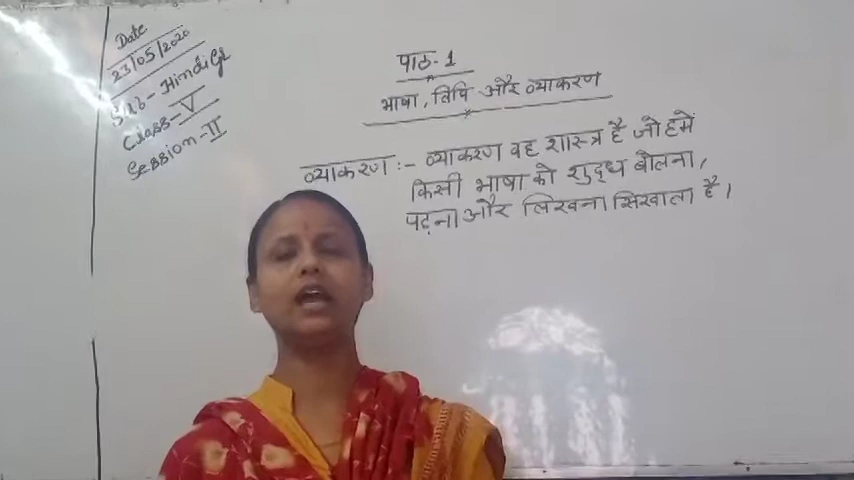 Date
23/05/2020
Sub- Hindi Gr
Class- V
Session- II
पाठ- 1
भाषा, लिपि और व्याकरण
व्याकरण :- व्याकरण वह शास्त्र है जो हमें
किसी भाषा को शुद्ध बोलना,
पढ़ना और लिखना सिखाता है।